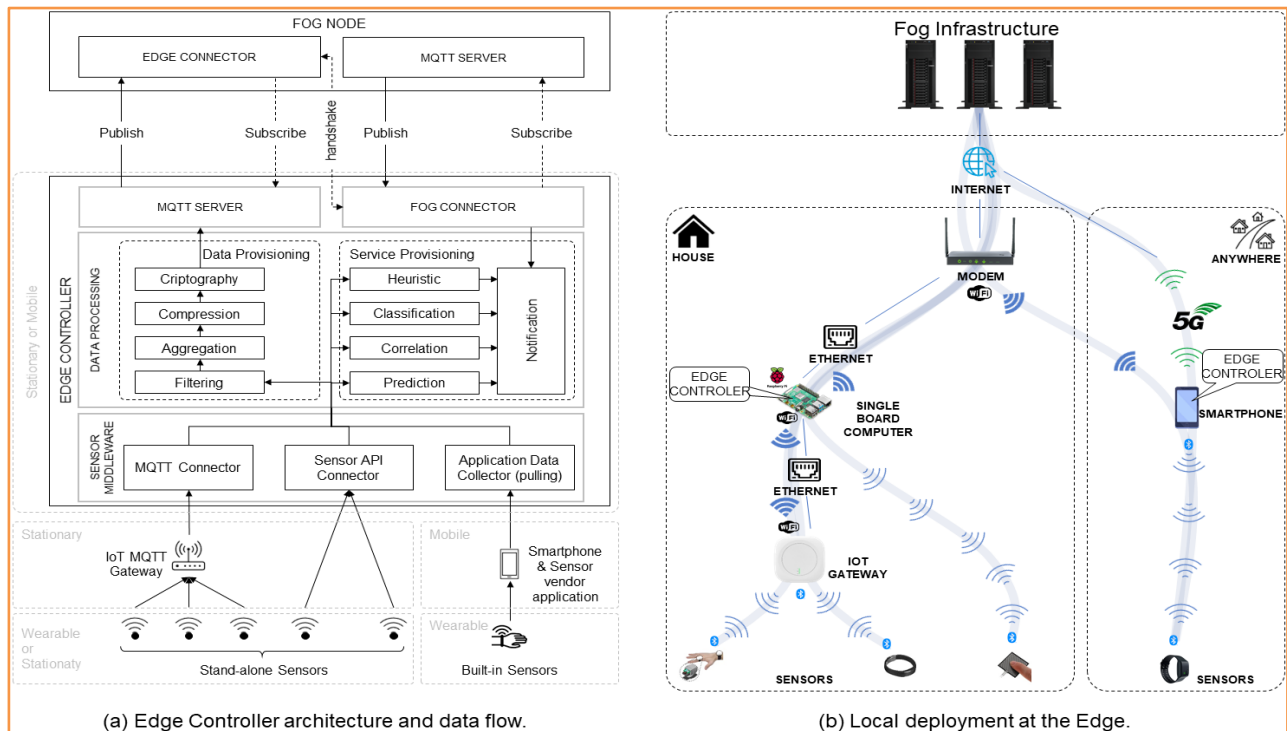 FOG NODE
EDGE CONNECTOR
MQTT SERVER
Publish
Subscribe
handshake
Publish
Subscribe
Stationary or Mobile
EDGE CONTROLLER
MQTT SERVER
FOG CONNECTOR
DATA PROCESSING
Data Provisioning
Criptography
Compression
Aggregation
Filtering
Service Provisioning
Heuristic
Classification
Correlation
Prediction
Notification
SENSOR
MIDDLEWARE
MQTT Connector
Sensor API
Connector
Application Data
Collector (pulling)
Stationary
IoT MQTT
Gateway
Mobile
Smartphone
& Sensor
vendor
application
Wearable
or
Stationaty
Stand-alone Sensors
Wearable
Built-in Sensors
(a) Edge Controller architecture and data flow.
Fog Infrastructure
INTERNET
HOUSE
MODEM
WiFi
ANYWHERE
5G
ETHERNET
EDGE
CONTROLER
Raspberry Pi
SINGLE
BOARD
COMPUTER
WiFi
ETHERNET
WiFi
IOT
GATEWAY
EDGE
CONTROLER
SMARTPHONE
SENSORS
SENSORS
(b) Local deployment at the Edge.